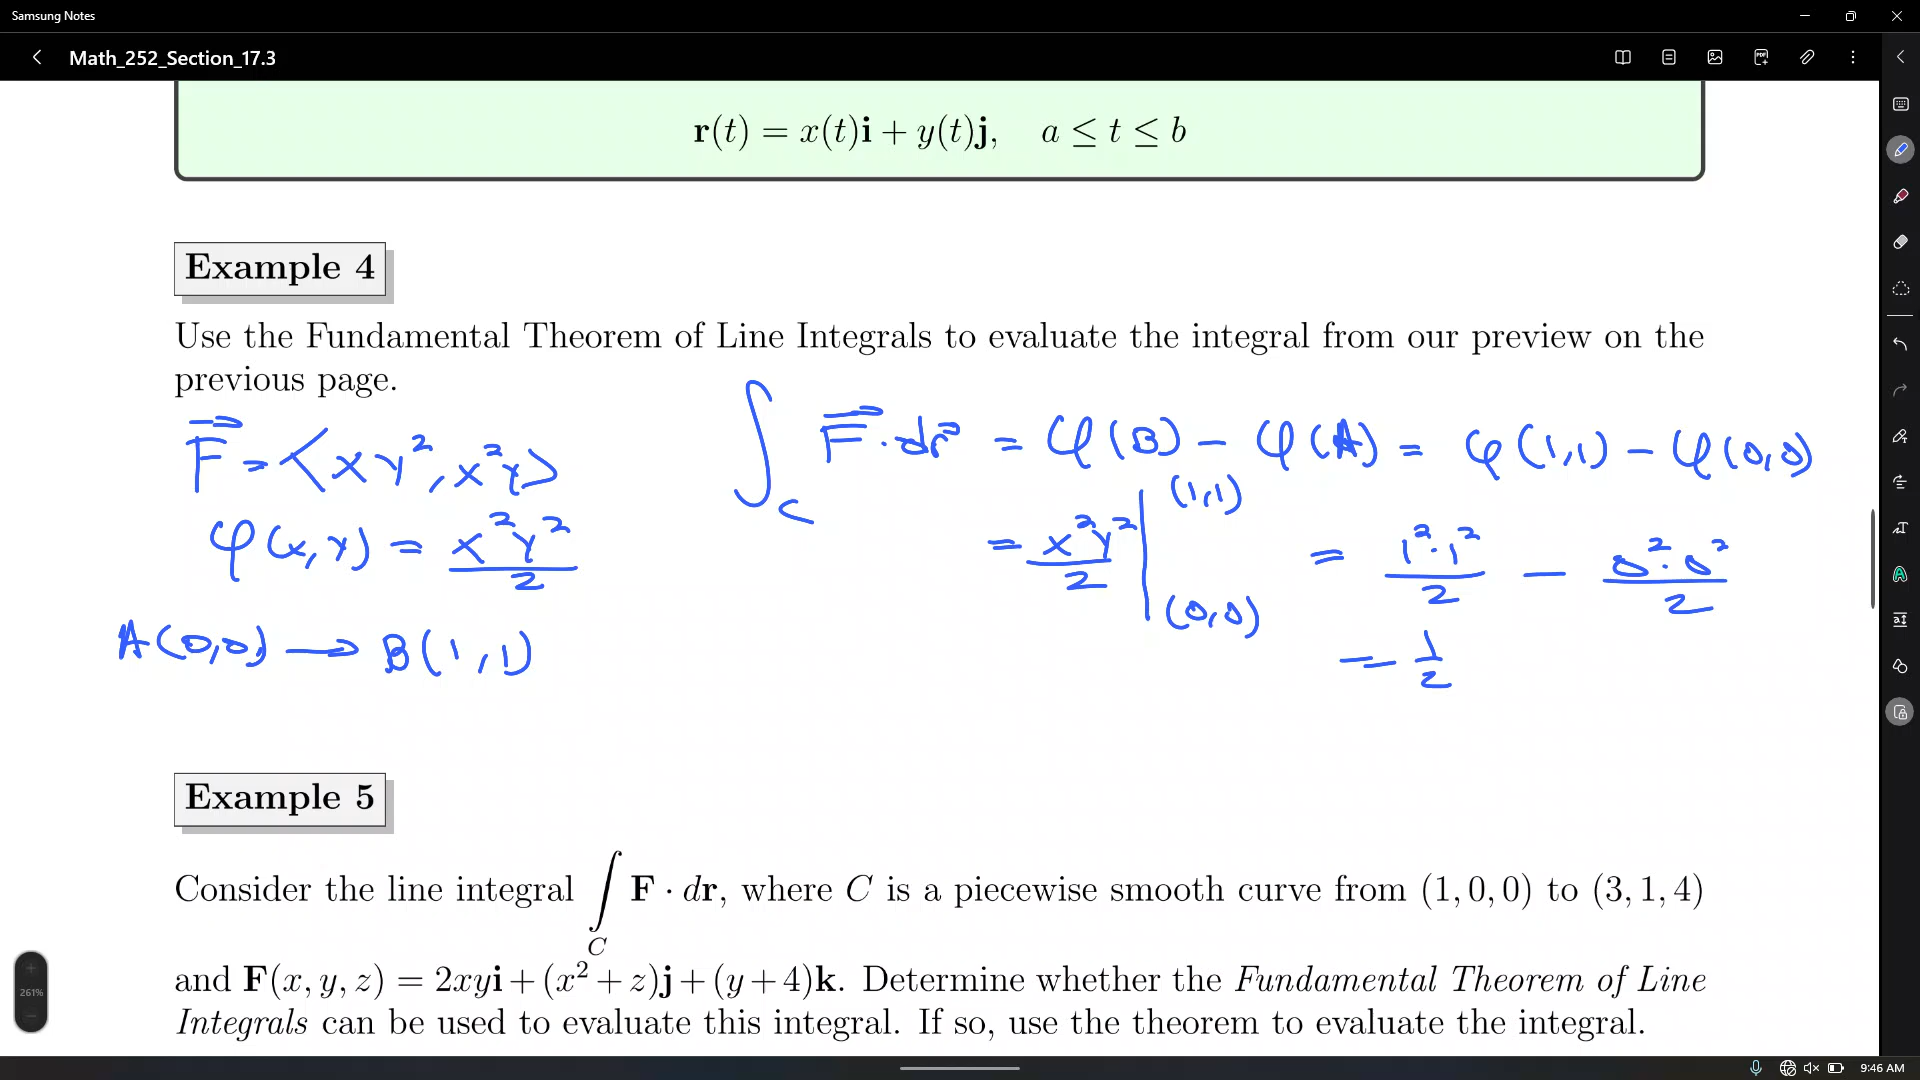 Samsung Notes
Math_252_Section_17.3
r(t) = x(t)i + y(t)j, a ≤ t ≤ b
Example 4
Use the Fundamental Theorem of Line Integrals to evaluate the integral from our preview on the
previous page.
F⃗ = ⟨xy², x²y⟩
φ(x,y) = x²y²/2
A(0,0) → B(1,1)
∫_C F⃗ · dr⃗ = φ(B) − φ(A) = φ(1,1) − φ(0,0)
= x²y²/2 |_(0,0)^(1,1) = 1²·1²/2 − 0²·0²/2
= 1/2
Example 5
Consider the line integral ∫_C F · dr, where C is a piecewise smooth curve from (1, 0, 0) to (3, 1, 4)
and F(x, y, z) = 2xyi + (x² + z)j + (y + 4)k. Determine whether the Fundamental Theorem of Line
Integrals can be used to evaluate this integral. If so, use the theorem to evaluate the integral.
261%
9:46 AM